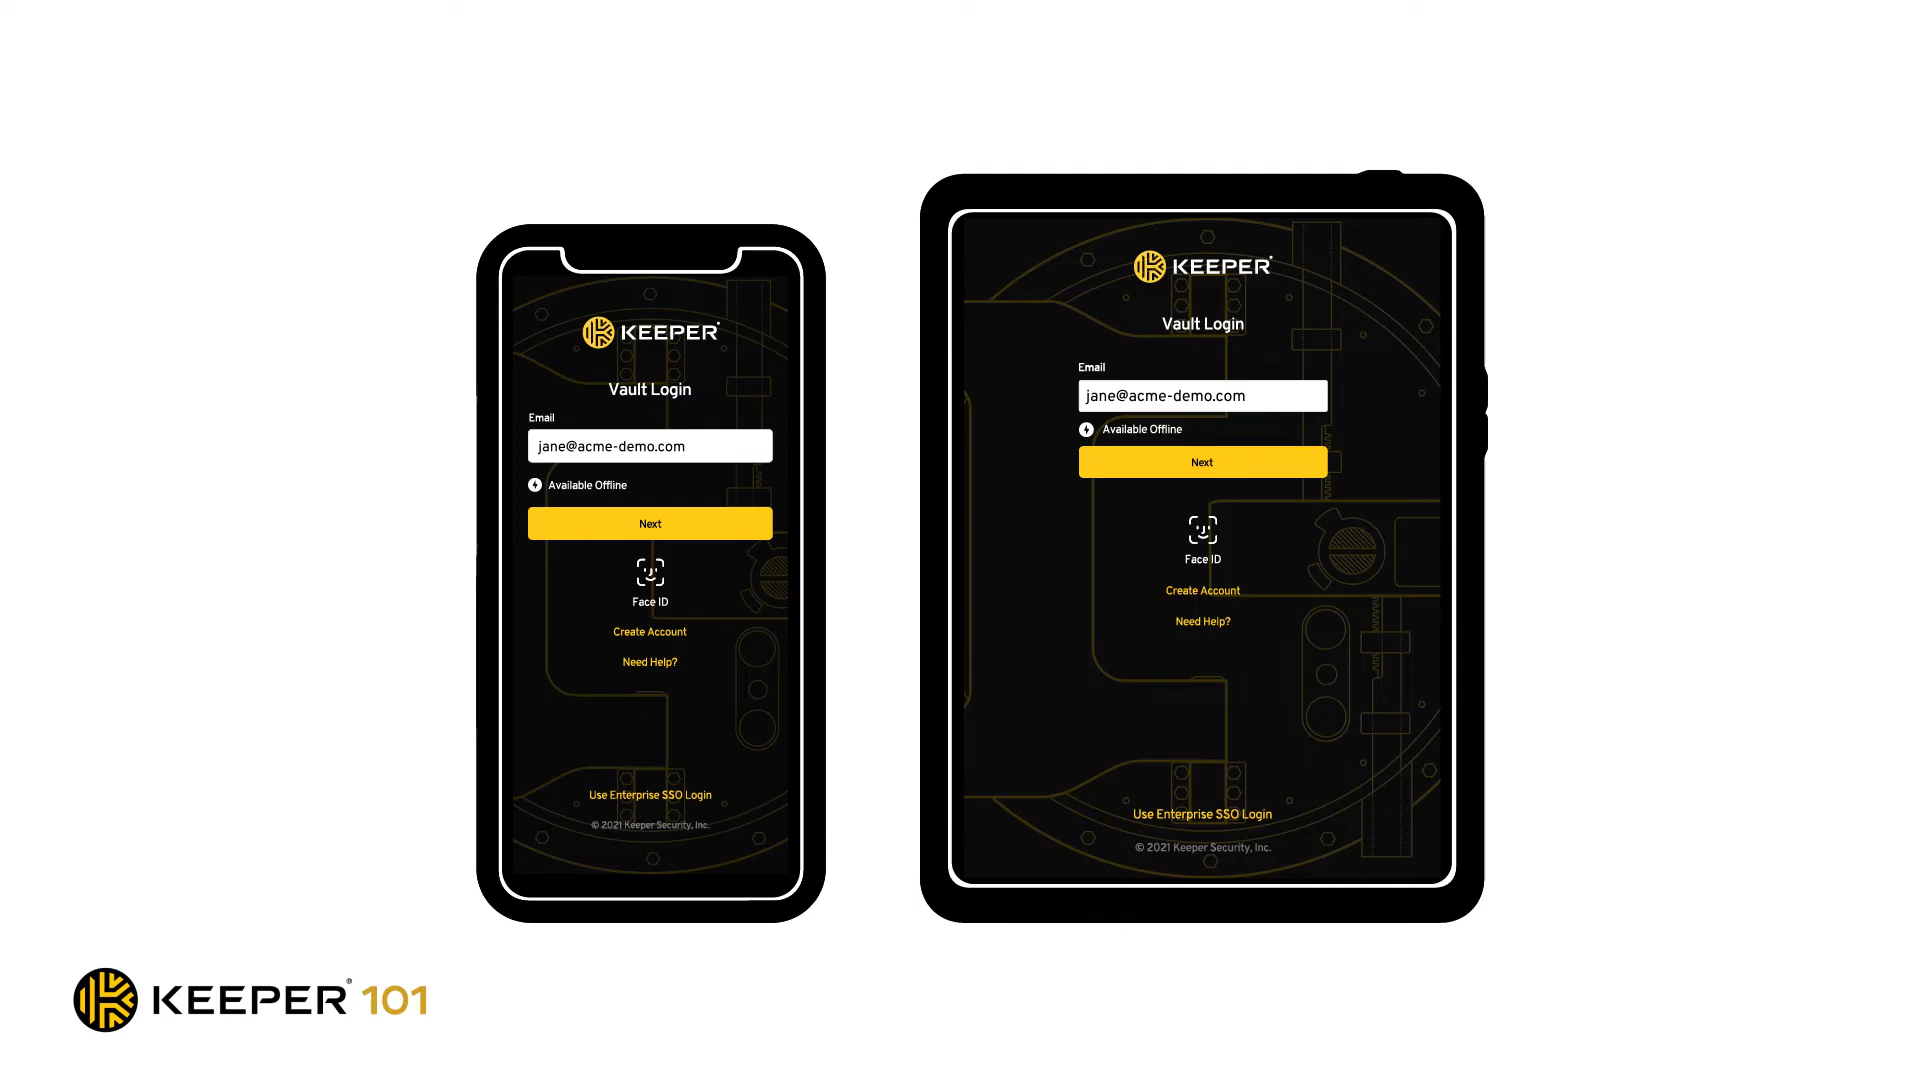 KEEPER
Vault Login
Email
jane@acme-demo.com
Available Offline
Next
Face ID
Create Account
Need Help?
Use Enterprise SSO Login
© 2021 Keeper Security, Inc.
KEEPER
Vault Login
Email
jane@acme-demo.com
Available Offline
Next
Face ID
Create Account
Need Help?
Use Enterprise SSO Login
© 2021 Keeper Security, Inc.
KEEPER® 101